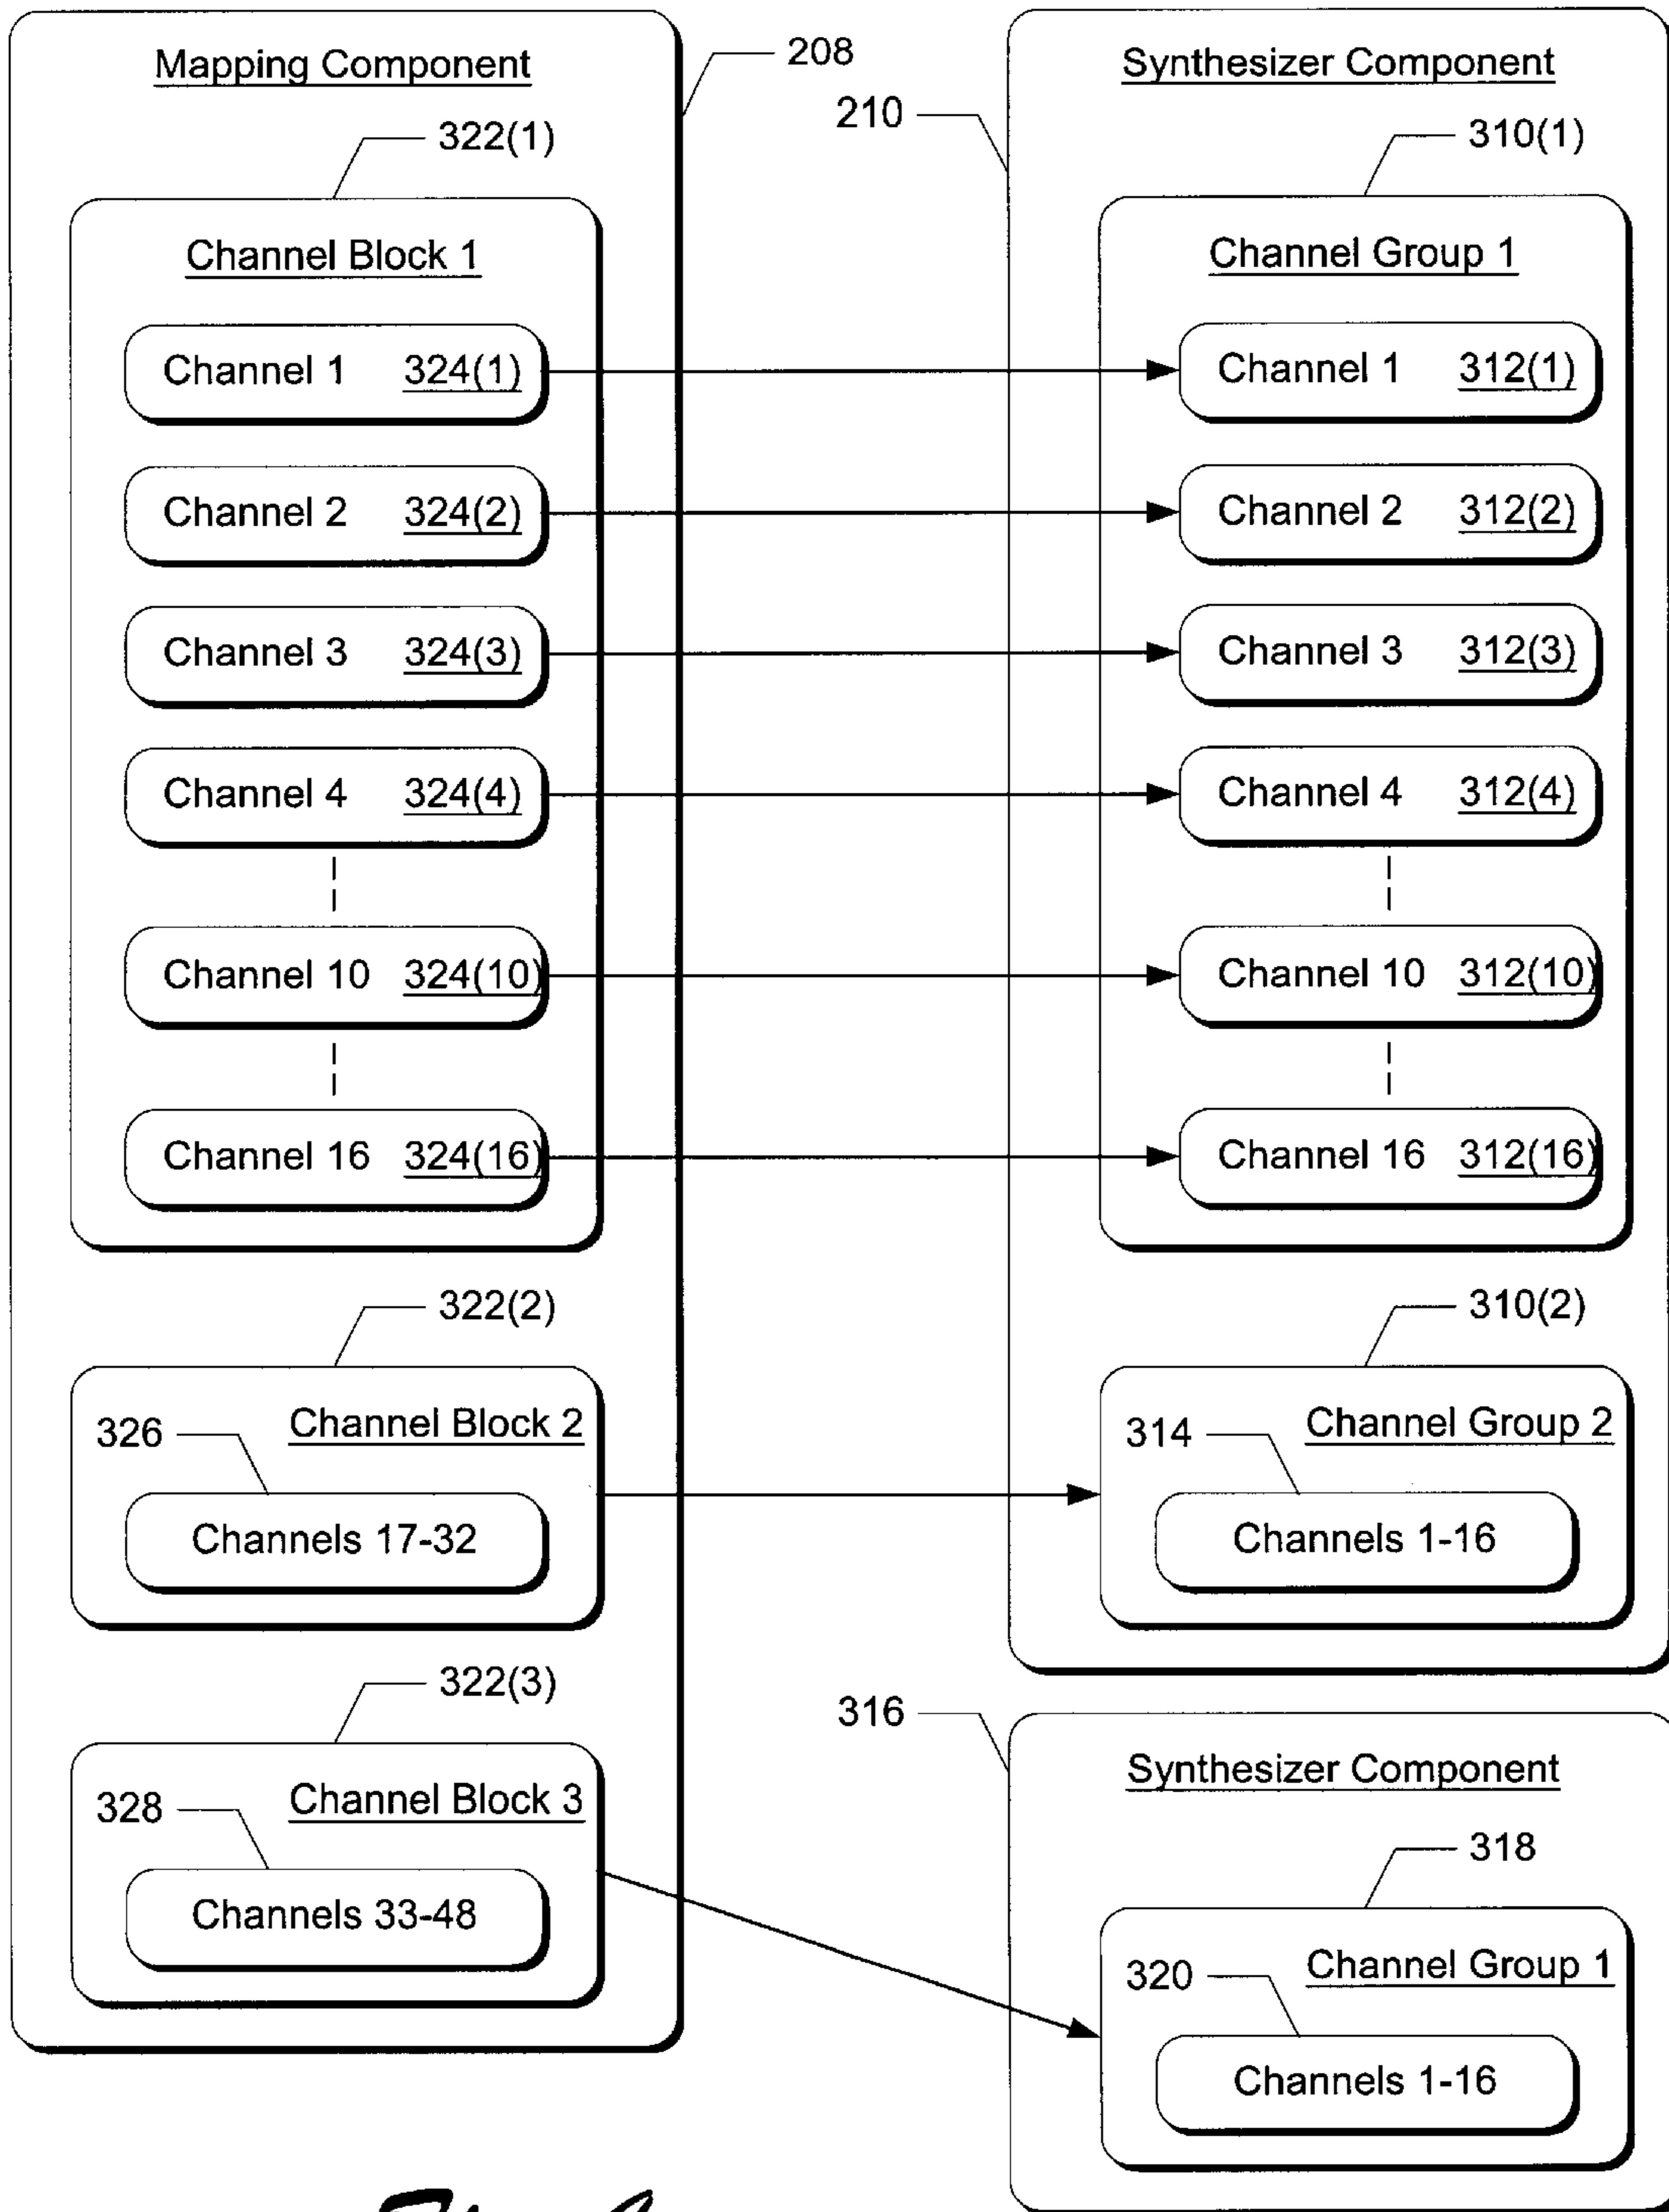 Mapping Component
208
Synthesizer Component
210
322(1)
310(1)
Channel Block 1
Channel Group 1
Channel 1 324(1)
Channel 1 312(1)
Channel 2 324(2)
Channel 2 312(2)
Channel 3 324(3)
Channel 3 312(3)
Channel 4 324(4)
Channel 4 312(4)
Channel 10 324(10)
Channel 10 312(10)
Channel 16 324(16)
Channel 16 312(16)
322(2)
310(2)
326
Channel Block 2
314
Channel Group 2
Channels 17-32
Channels 1-16
322(3)
316
Synthesizer Component
328
Channel Block 3
318
Channels 33-48
320
Channel Group 1
Channels 1-16